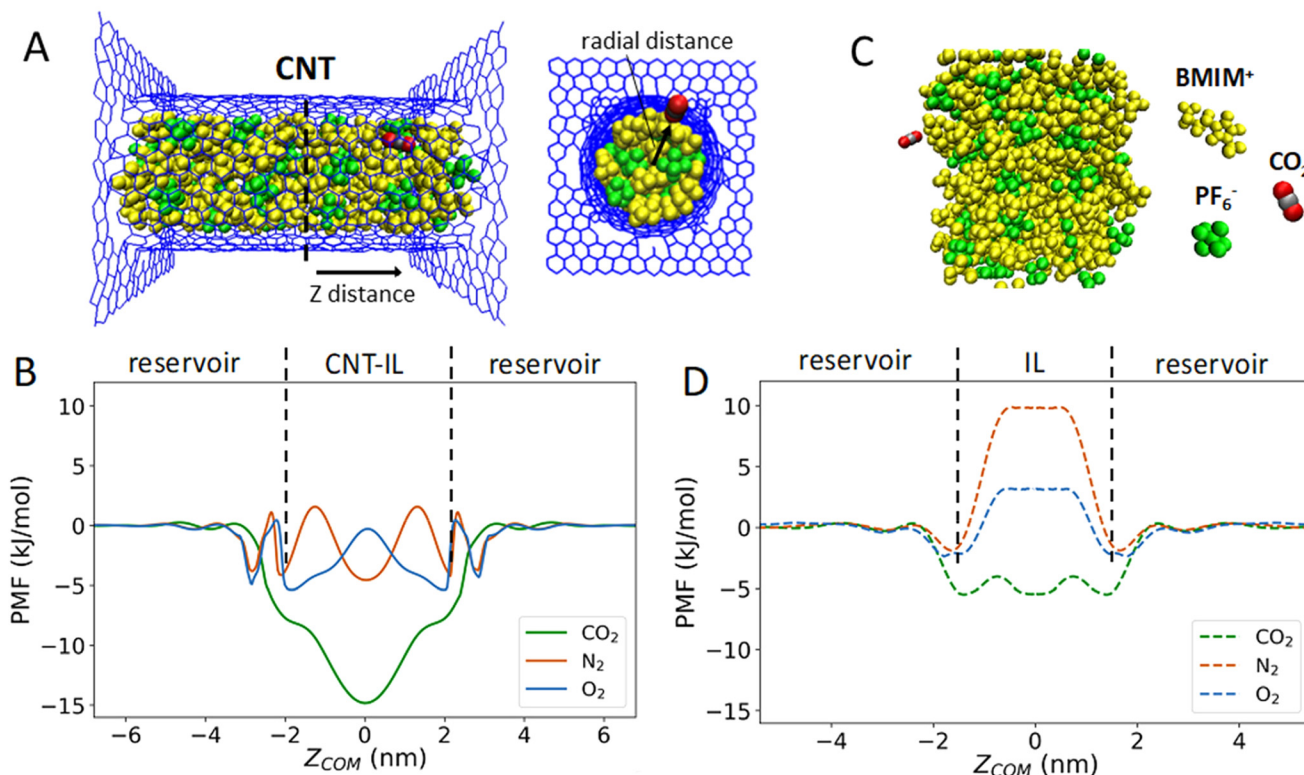 A
CNT
Z distance
radial distance
C
BMIM⁺
CO₂
PF₆⁻
B
reservoir CNT-IL reservoir
PMF (kJ/mol)
10
5
0
−5
−10
−15
CO₂
N₂
O₂
−6 −4 −2 0 2 4 6
Z_COM (nm)
D
reservoir IL reservoir
PMF (kJ/mol)
10
5
0
−5
−10
−15
CO₂
N₂
O₂
−4 −2 0 2 4
Z_COM (nm)